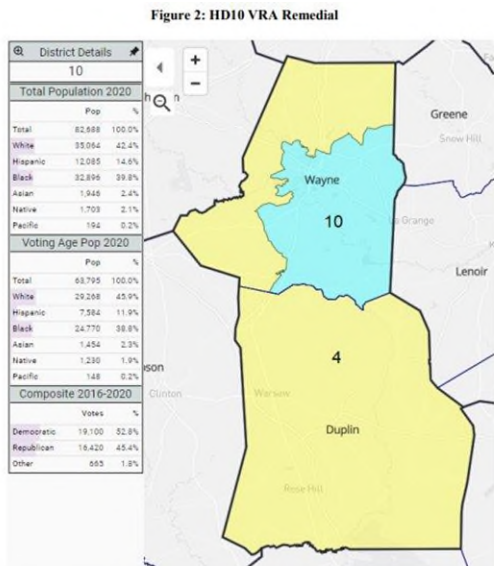 Figure 2: HD10 VRA Remedial
District Details
10
Total Population 2020
Pop %
Total 82,688 100.0%
White 35,064 42.4%
Hispanic 12,085 14.6%
Black 32,896 39.8%
Asian 1,946 2.4%
Native 1,703 2.1%
Pacific 194 0.2%
Voting Age Pop 2020
Pop %
Total 63,795 100.0%
White 29,268 45.9%
Hispanic 7,584 11.9%
Black 24,770 38.8%
Asian 1,454 2.3%
Native 1,230 1.9%
Pacific 148 0.2%
Composite 2016-2020
Votes %
Democratic 19,100 52.8%
Republican 16,420 45.4%
Other 663 1.8%
+
−
Greene
Snow Hill
Wayne
10
Grange
Lenoir
4
son
Clinton
Warsaw
Duplin
Rose Hill